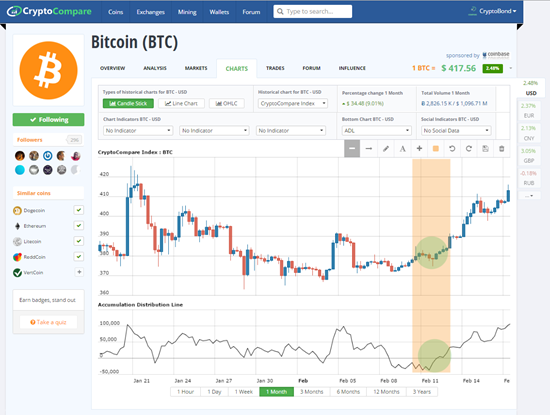 CryptoCompare
Coins Exchanges Mining Wallets Forum Type to search... CryptoBond
Bitcoin (BTC)
sponsored by coinbase
OVERVIEW ANALYSIS MARKETS CHARTS TRADES FORUM INFLUENCE
1 BTC = $ 417.56 2.48%
Following
Followers
Similar coins
Dogecoin
Ethereum
Litecoin
ReddCoin
VeriCoin
Earn badges, stand out
Take a quiz
Types of historical charts for BTC - USD
Candle Stick Line Chart OHLC
Historical chart for BTC - USD
CryptoCompare Index
Percentage change 1 Month
$ 34.48 (9.01%)
Total Volume 1 Month
Ƀ 2,826.15 K / $ 1,096.71 M
Chart Indicators BTC - USD
No Indicator No Indicator No Indicator
Bottom Chart BTC - USD
ADL
Social Indicators BTC - USD
No Social Data
2.48%
USD
2.37%
EUR
2.13%
CNY
3.05%
GBP
-0.18%
RUB
CryptoCompare Index : BTC
420
410
400
390
380
370
360
Accumulation Distribution Line
100,000
50,000
0
-50,000
Jan 21 Jan 24 Jan 27 Jan 30 Feb Feb 05 Feb 08 Feb 11 Feb 14 Fe
1 Hour 1 Day 1 Week 1 Month 3 Months 6 Months 12 Months 3 Years